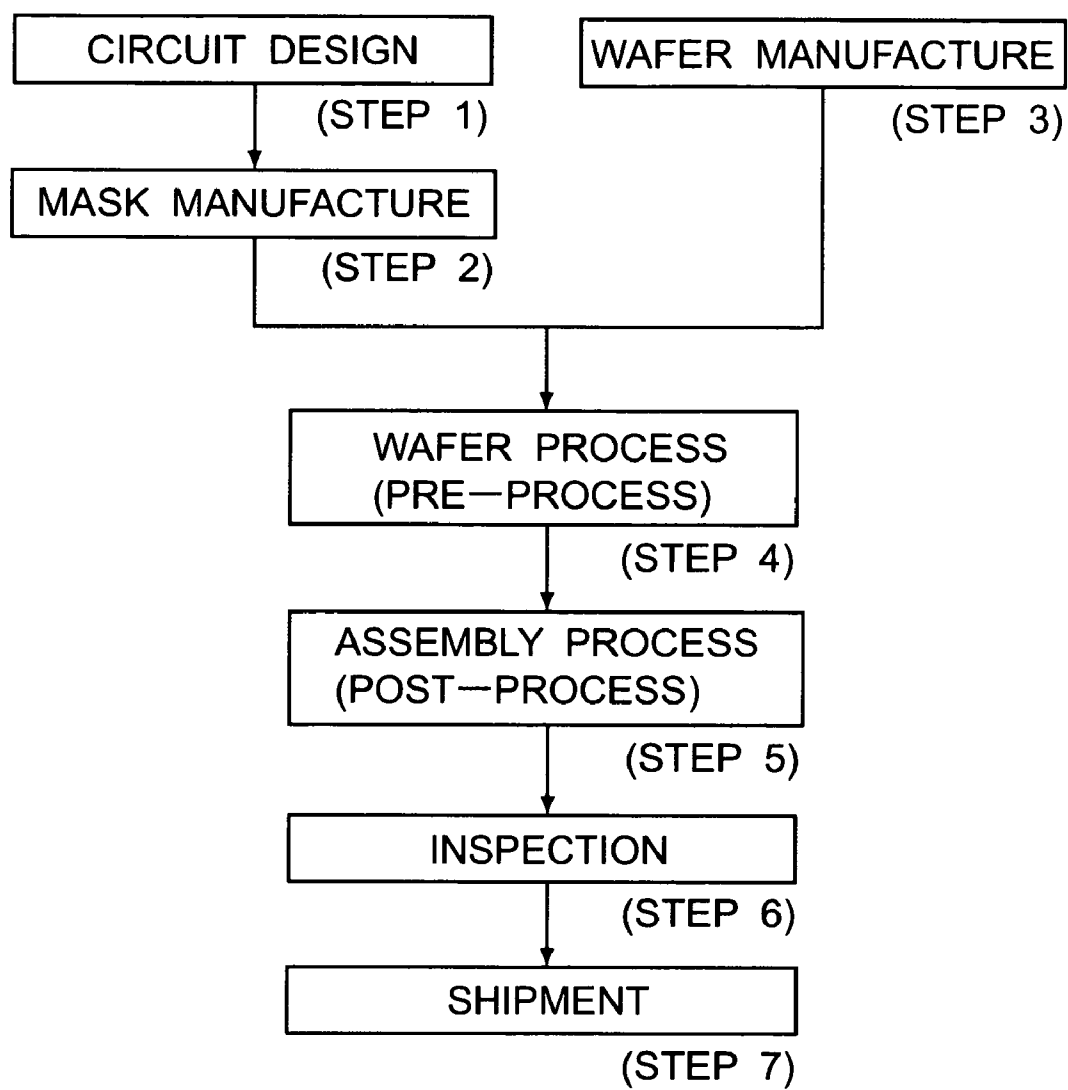 CIRCUIT DESIGN
(STEP 1)
MASK MANUFACTURE
(STEP 2)
WAFER MANUFACTURE
(STEP 3)
WAFER PROCESS
(PRE—PROCESS)
(STEP 4)
ASSEMBLY PROCESS
(POST—PROCESS)
(STEP 5)
INSPECTION
(STEP 6)
SHIPMENT
(STEP 7)